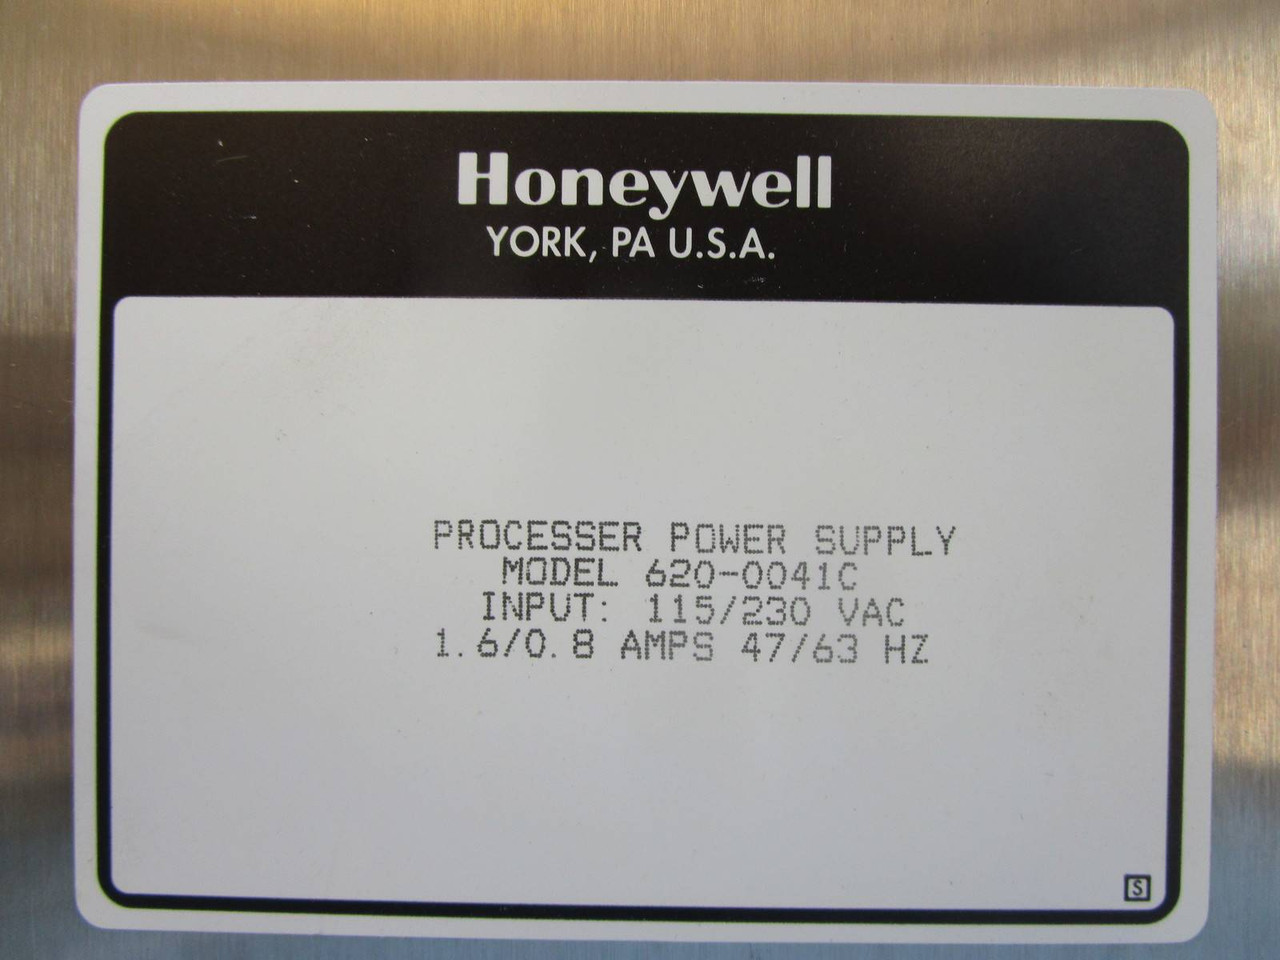 Honeywell
YORK, PA U.S.A.
PROCESSER POWER SUPPLY
MODEL 620-0041C
INPUT: 115/230 VAC
1.6/0.8 AMPS 47/63 HZ
S